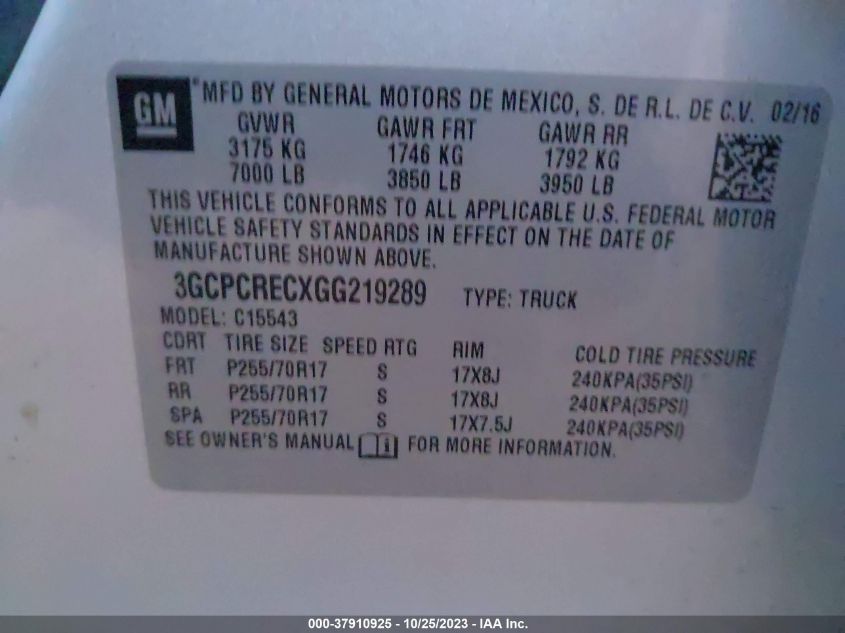 GM
*MFD BY GENERAL MOTORS DE MEXICO, S. DE R.L. DE C.V. 02/16
GVWR GAWR FRT GAWR RR
3175 KG 1746 KG 1792 KG
7000 LB 3850 LB 3950 LB
THIS VEHICLE CONFORMS TO ALL APPLICABLE U.S. FEDERAL MOTOR
VEHICLE SAFETY STANDARDS IN EFFECT ON THE DATE OF
MANUFACTURE SHOWN ABOVE.
3GCPCRECXGG219289 TYPE: TRUCK
MODEL: C15543
CDRT TIRE SIZE SPEED RTG RIM COLD TIRE PRESSURE
FRT P255/70R17 S 17X8J 240KPA(35PSI)
RR P255/70R17 S 17X8J 240KPA(35PSI)
SPA P255/70R17 S 17X7.5J 240KPA(35PSI)
SEE OWNER'S MANUAL i FOR MORE INFORMATION.
000-37910925 - 10/25/2023 - IAA Inc.